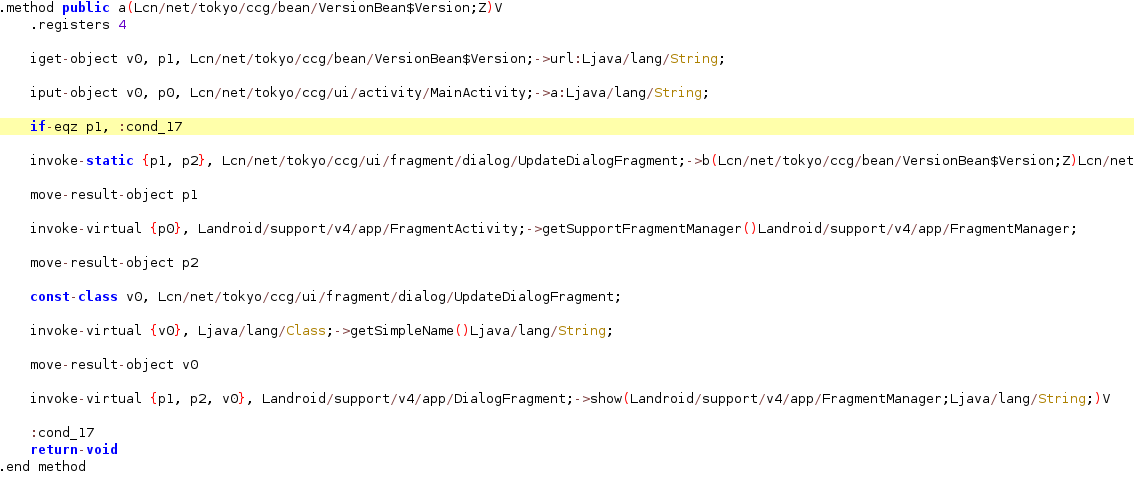 .method public a(Lcn/net/tokyo/ccg/bean/VersionBean$Version;Z)V
.registers 4
iget-object v0, p1, Lcn/net/tokyo/ccg/bean/VersionBean$Version;->url:Ljava/lang/String;
iput-object v0, p0, Lcn/net/tokyo/ccg/ui/activity/MainActivity;->a:Ljava/lang/String;
if-eqz p1, :cond_17
invoke-static {p1, p2}, Lcn/net/tokyo/ccg/ui/fragment/dialog/UpdateDialogFragment;->b(Lcn/net/tokyo/ccg/bean/VersionBean$Version;Z)Lcn/net
move-result-object p1
invoke-virtual {p0}, Landroid/support/v4/app/FragmentActivity;->getSupportFragmentManager()Landroid/support/v4/app/FragmentManager;
move-result-object p2
const-class v0, Lcn/net/tokyo/ccg/ui/fragment/dialog/UpdateDialogFragment;
invoke-virtual {v0}, Ljava/lang/Class;->getSimpleName()Ljava/lang/String;
move-result-object v0
invoke-virtual {p1, p2, v0}, Landroid/support/v4/app/DialogFragment;->show(Landroid/support/v4/app/FragmentManager;Ljava/lang/String;)V
:cond_17
return-void
.end method